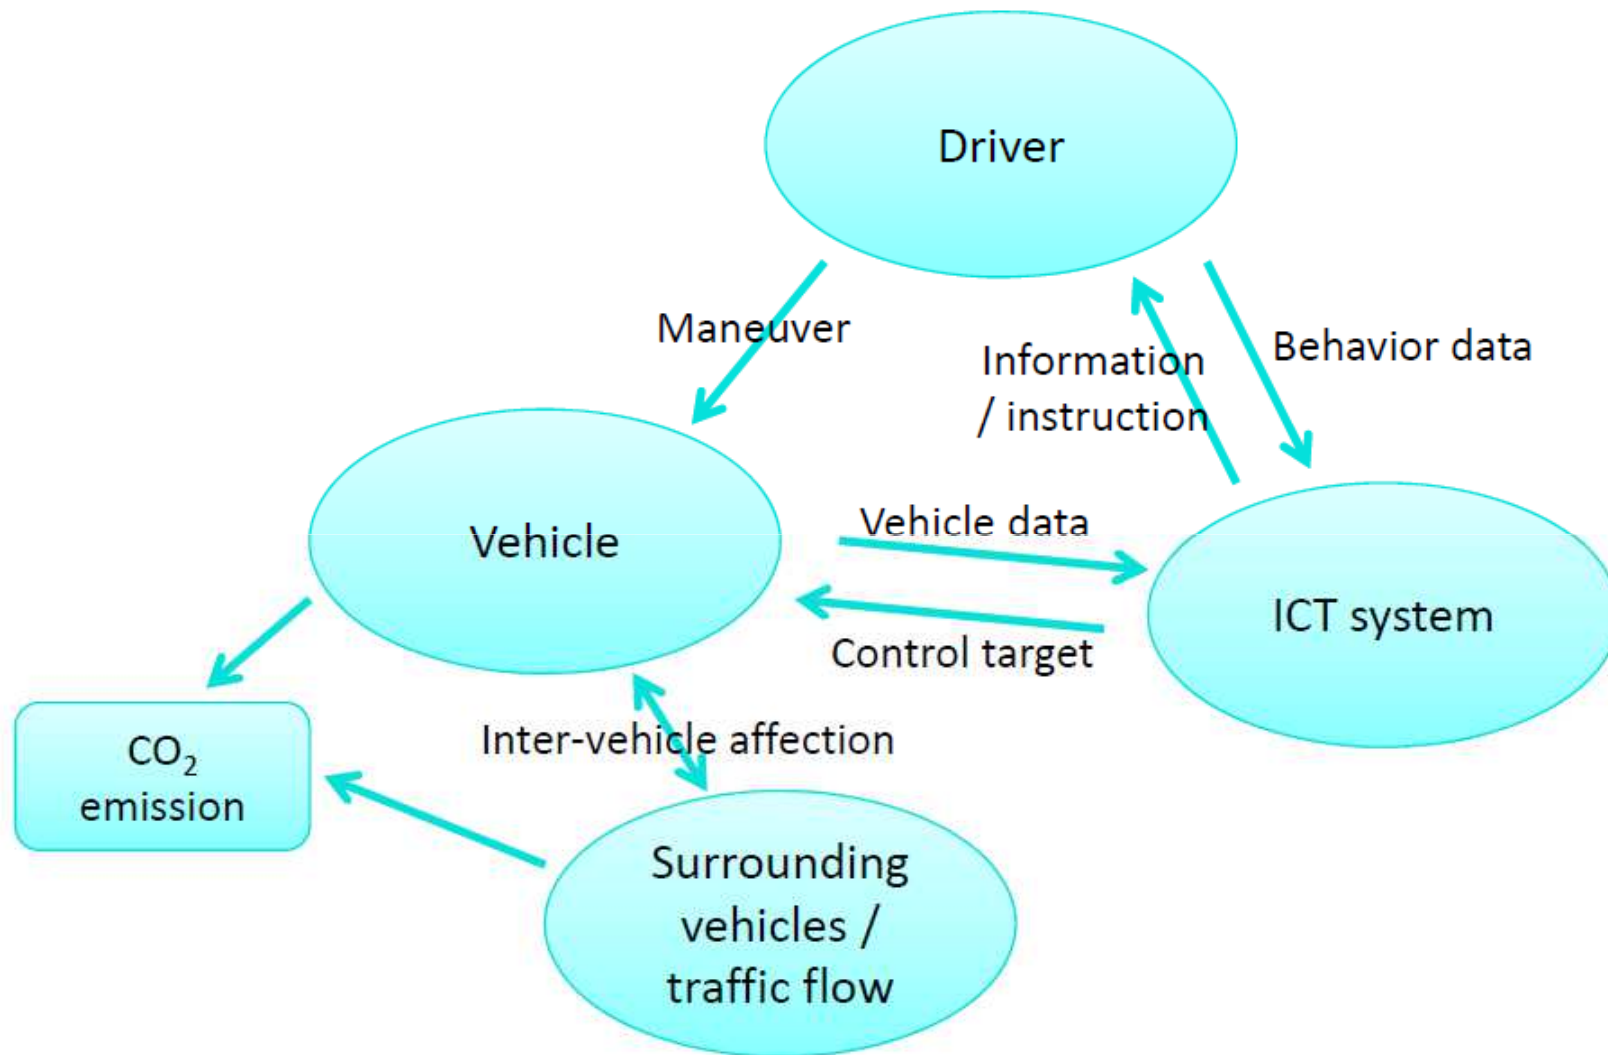 Driver
Maneuver
Information
/ instruction
Behavior data
Vehicle
Vehicle data
ICT system
Control target
Inter-vehicle affection
CO₂
emission
Surrounding
vehicles /
traffic flow